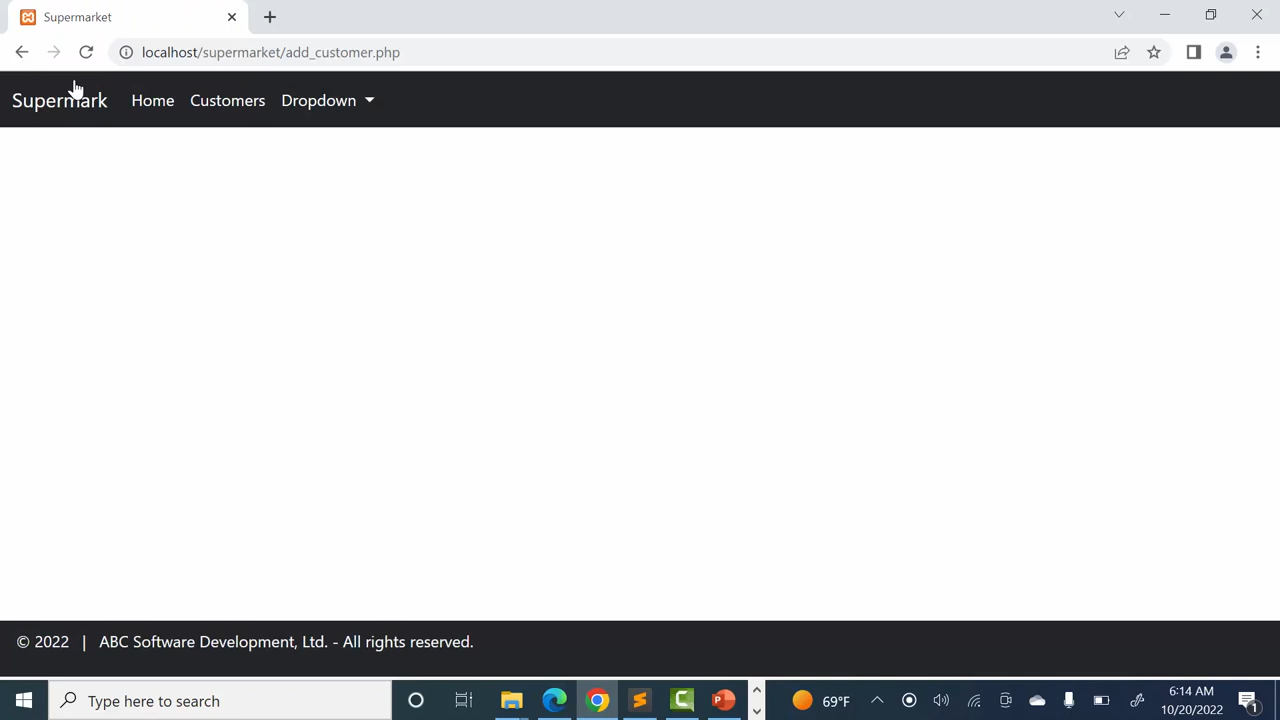 Supermarket
localhost/supermarket/add_customer.php
Supermark Home Customers Dropdown
© 2022 | ABC Software Development, Ltd. - All rights reserved.
Type here to search
P
69°F
6:14 AM
10/20/2022
1